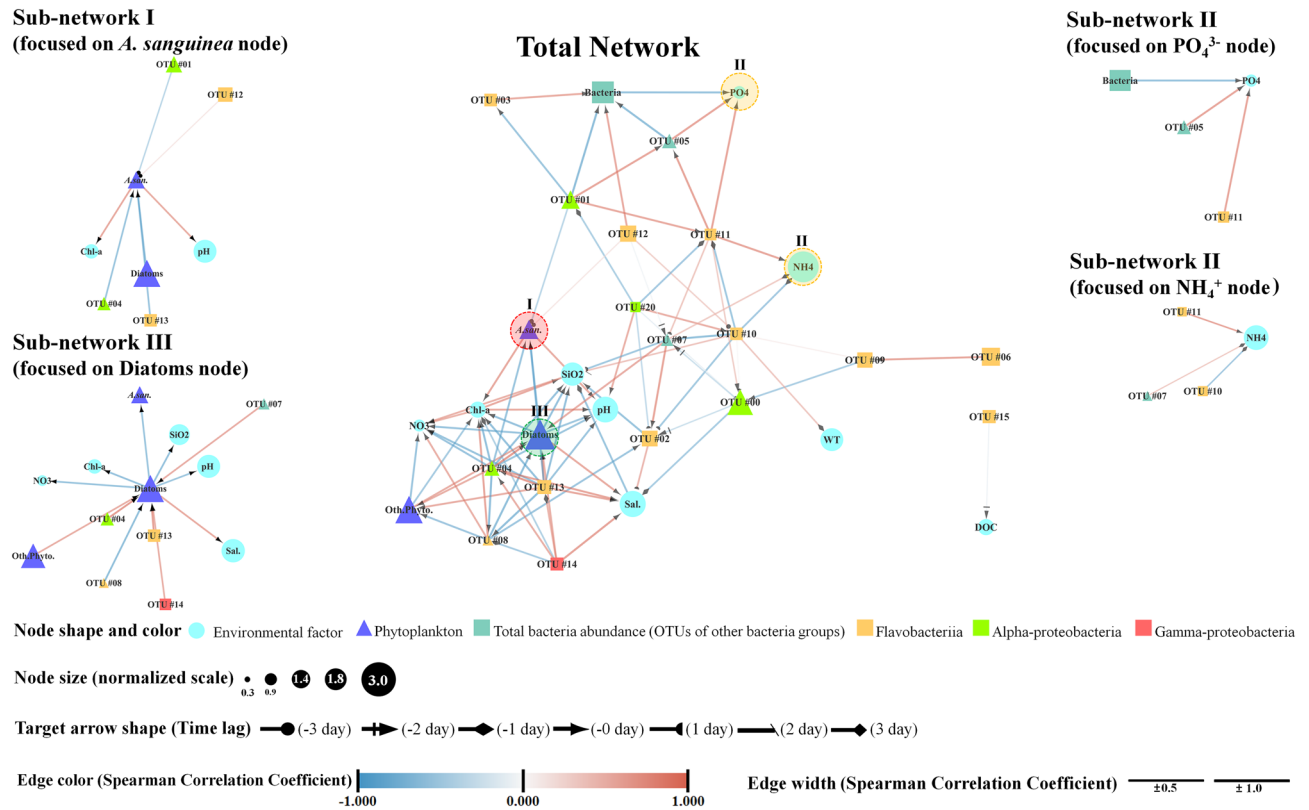 Sub-network I
(focused on A. sanguinea node)
OTU #01
OTU #12
A.san.
Chl-a
pH
Diatoms
OTU #04
OTU #13
Sub-network III
(focused on Diatoms node)
A.san.
OTU #07
SiO2
Chl-a
pH
NO3
Diatoms
OTU #04
OTU #13
Sal.
Oth.Phyto.
OTU #08
OTU #14
Total Network
II
OTU #03
Bacteria
PO4
OTU #05
OTU #01
OTU #12
OTU #11
II
NH4
I
OTU #20
A.san.
OTU #10
OTU #07
OTU #09
OTU #06
SiO2
OTU #00
Chl-a
III
pH
OTU #15
NO3
Diatoms
OTU #02
WT
OTU #04
OTU #13
Sal.
Oth.Phyto.
DOC
OTU #08
OTU #14
Sub-network II
(focused on PO₄³⁻ node)
Bacteria
PO4
OTU #05
OTU #11
Sub-network II
(focused on NH₄⁺ node)
OTU #11
NH4
OTU #07
OTU #10
Node shape and color Environmental factor Phytoplankton Total bacteria abundance (OTUs of other bacteria groups) Flavobacteriia Alpha-proteobacteria Gamma-proteobacteria
Node size (normalized scale) 0.3 0.9 1.4 1.8 3.0
Target arrow shape (Time lag) (-3 day) (-2 day) (-1 day) (-0 day) (1 day) (2 day) (3 day)
Edge color (Spearman Correlation Coefficient) -1.000 0.000 1.000
Edge width (Spearman Correlation Coefficient) ±0.5 ± 1.0